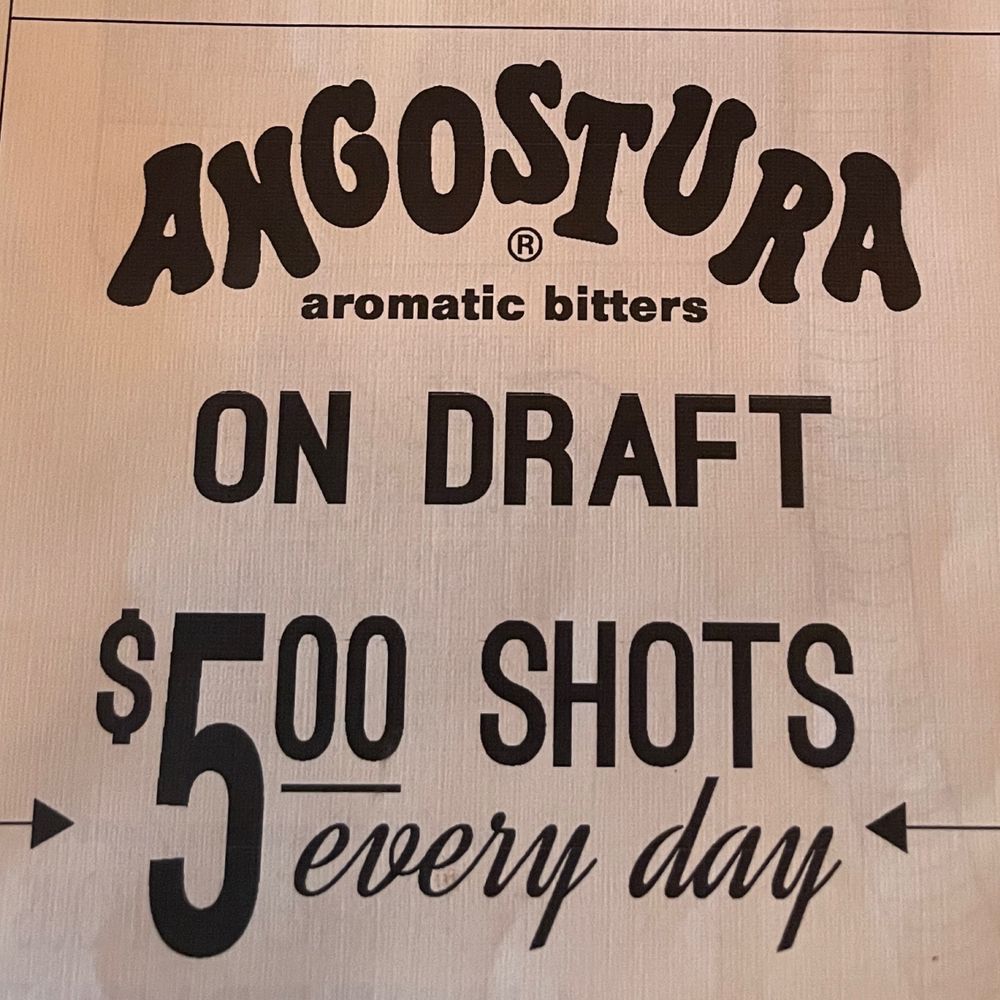 ANGOSTURA
®
aromatic bitters
ON DRAFT
$5.00 SHOTS
every day